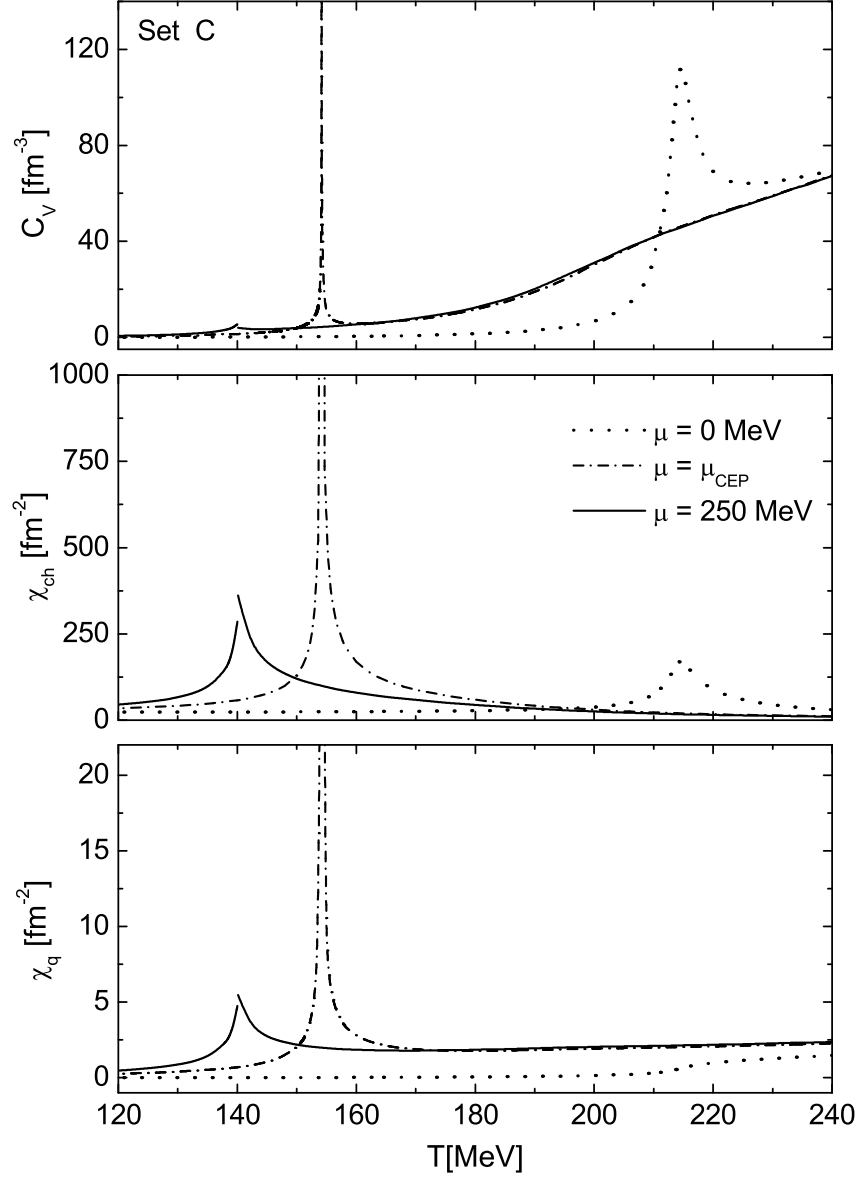 Set C
120
80
40
0
C_V [fm^-3]
1000
750
500
250
0
χ_ch [fm^-2]
μ = 0 MeV
μ = μ_CEP
μ = 250 MeV
20
15
10
5
0
χ_q [fm^-2]
120 140 160 180 200 220 240
T[MeV]